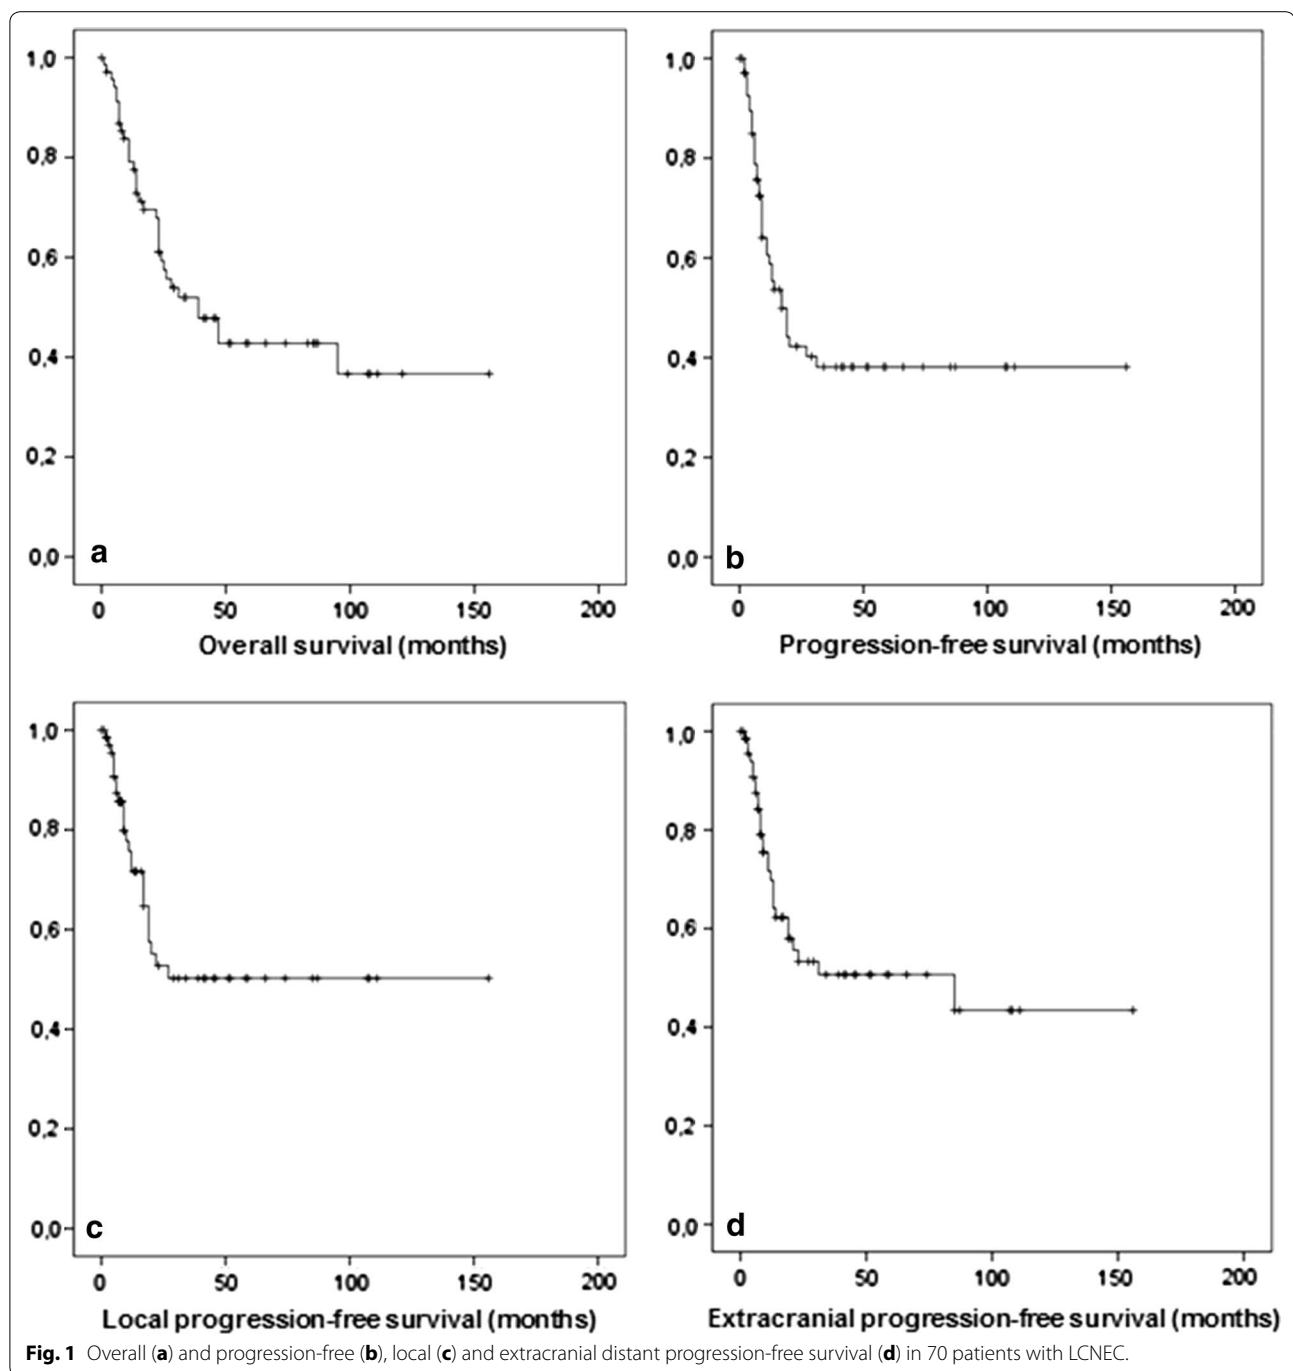 1,0
0,8
0,6
0,4
0,2
0,0
a
0 50 100 150 200
Overall survival (months)
1,0
0,8
0,6
0,4
0,2
0,0
b
0 50 100 150 200
Progression-free survival (months)
1,0
0,8
0,6
0,4
0,2
0,0
c
0 50 100 150 200
Local progression-free survival (months)
1,0
0,8
0,6
0,4
0,2
0,0
d
0 50 100 150 200
Extracranial progression-free survival (months)
Fig. 1 Overall (a) and progression-free (b), local (c) and extracranial distant progression-free survival (d) in 70 patients with LCNEC.